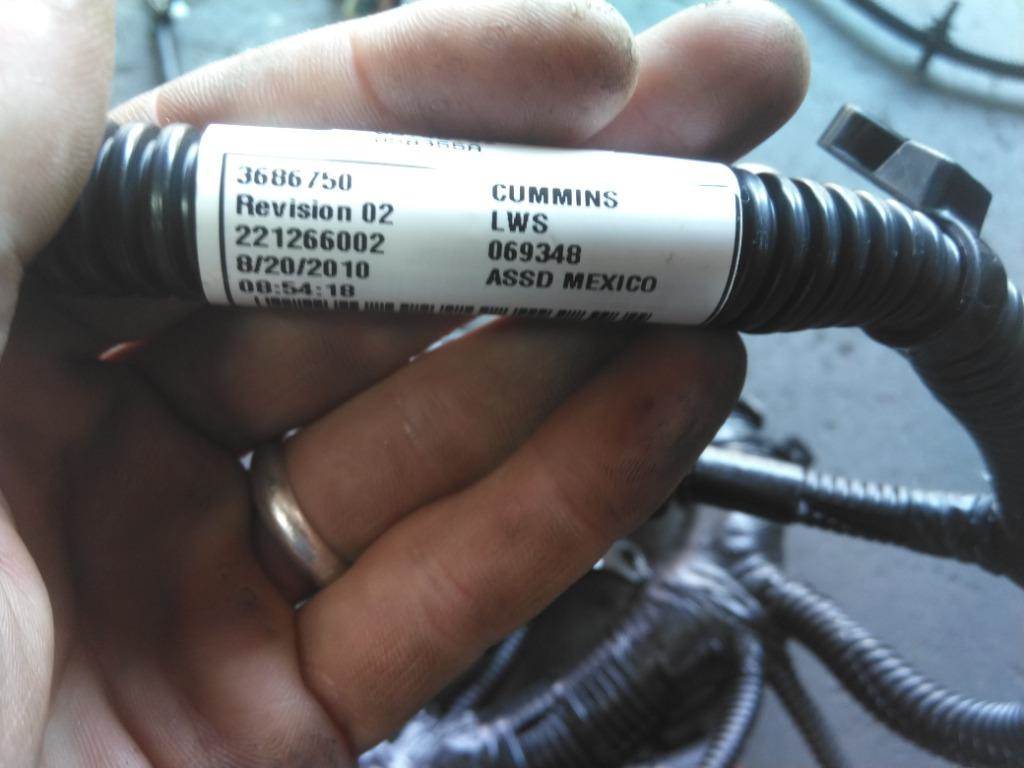 3686750
Revision 02
221266002
8/20/2010
08:54:18
CUMMINS
LWS
069348
ASSD MEXICO